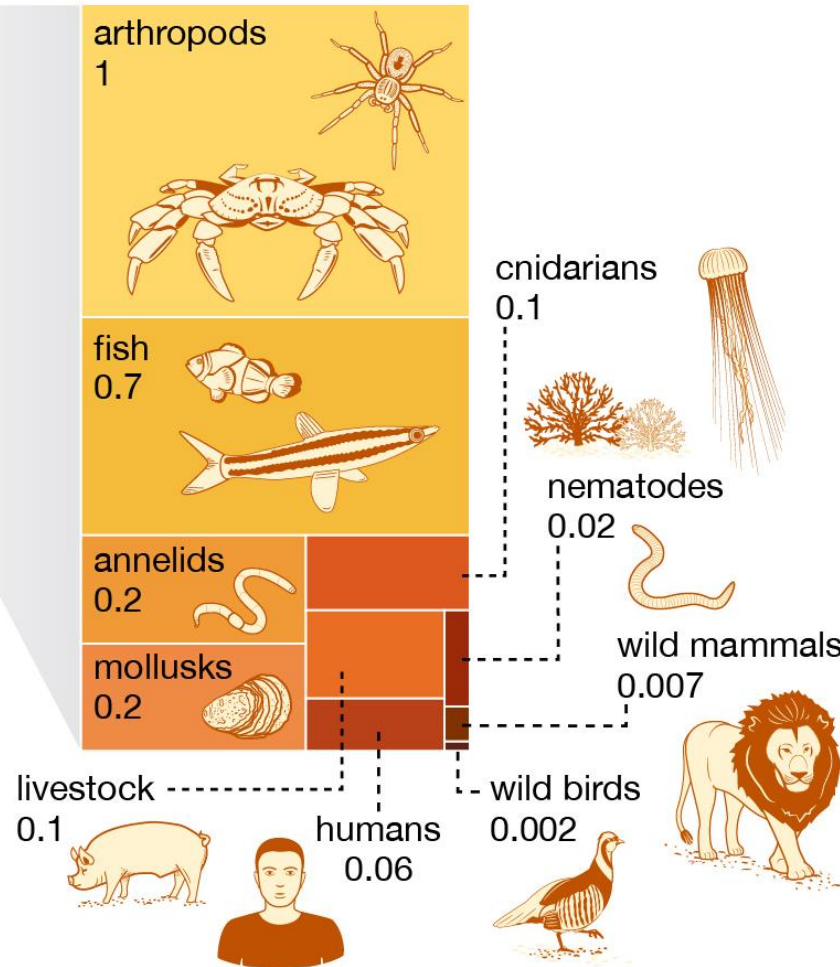 arthropods
1
fish
0.7
annelids
0.2
mollusks
0.2
cnidarians
0.1
nematodes
0.02
wild mammals
0.007
livestock
0.1
humans
0.06
wild birds
0.002